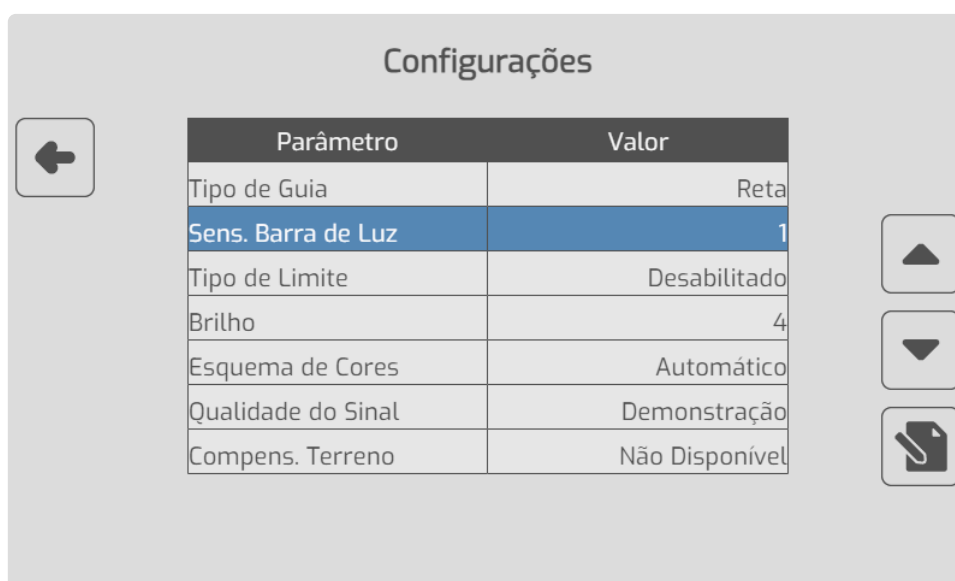 Configurações
Parâmetro Valor
Tipo de Guia Reta
Sens. Barra de Luz 1
Tipo de Limite Desabilitado
Brilho 4
Esquema de Cores Automático
Qualidade do Sinal Demonstração
Compens. Terreno Não Disponível